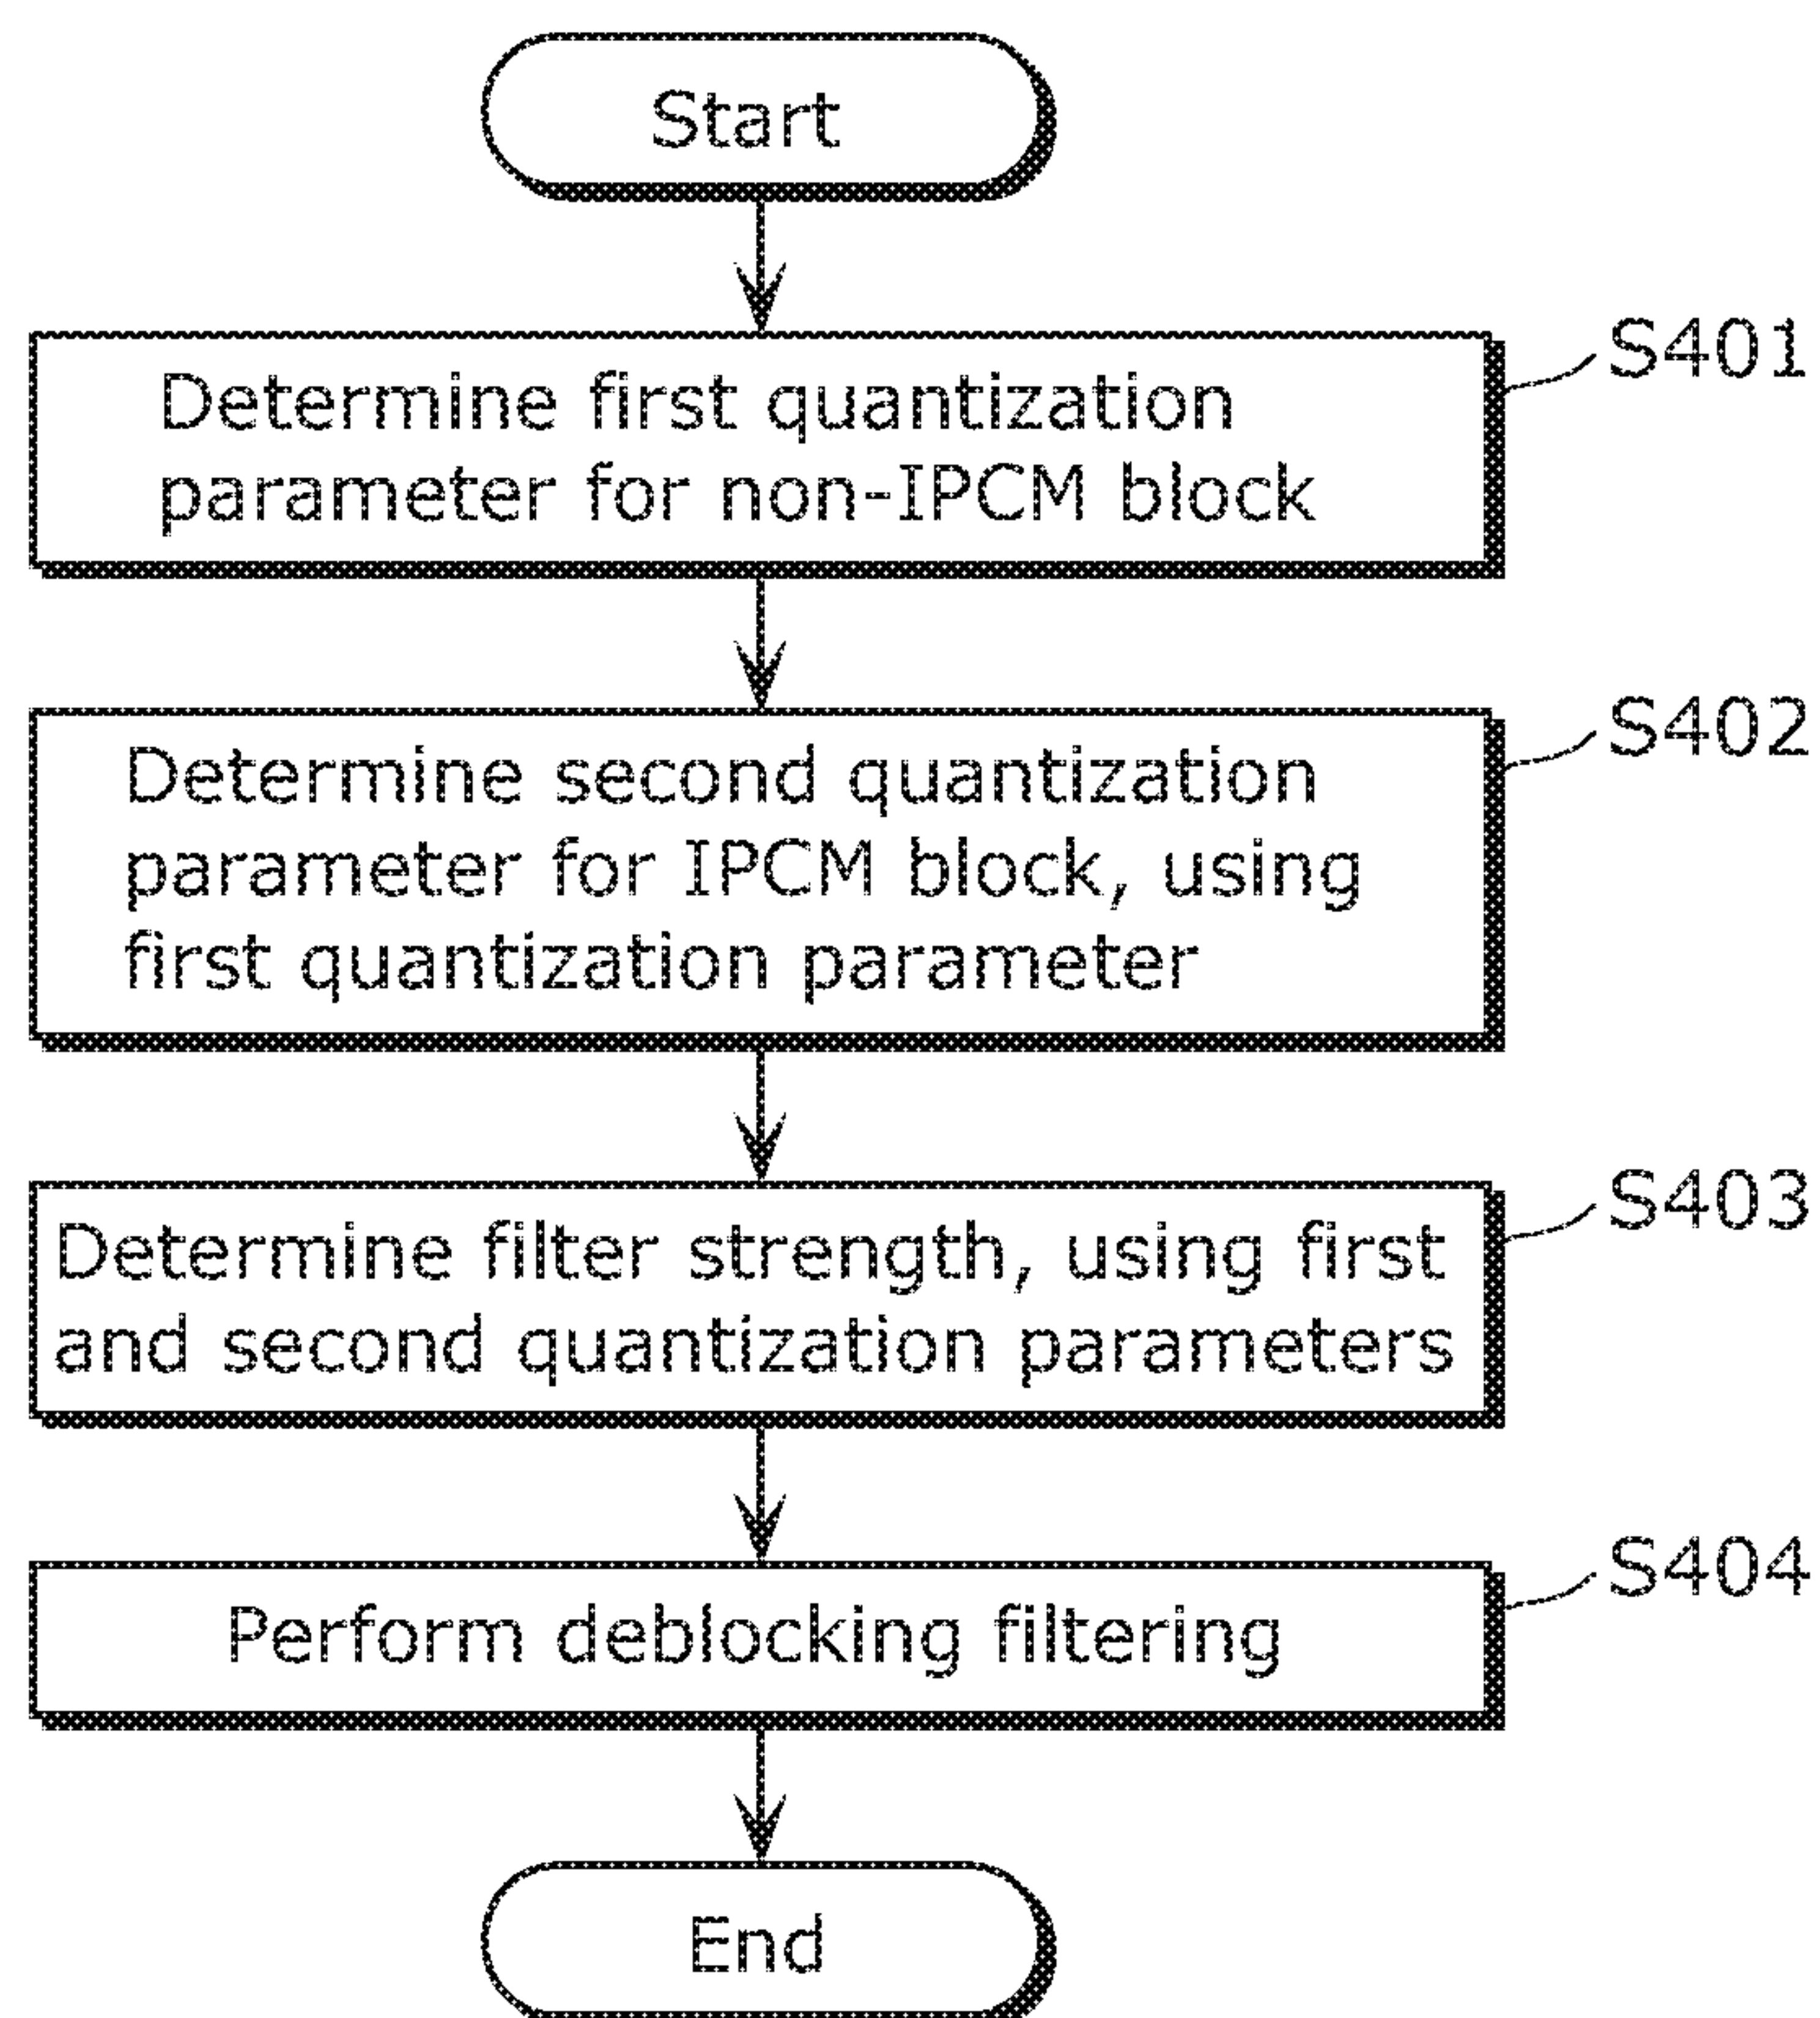 Start
S401
Determine first quantization
parameter for non-IPCM block
S402
Determine second quantization
parameter for IPCM block, using
first quantization parameter
S403
Determine filter strength, using first
and second quantization parameters
S404
Perform deblocking filtering
End